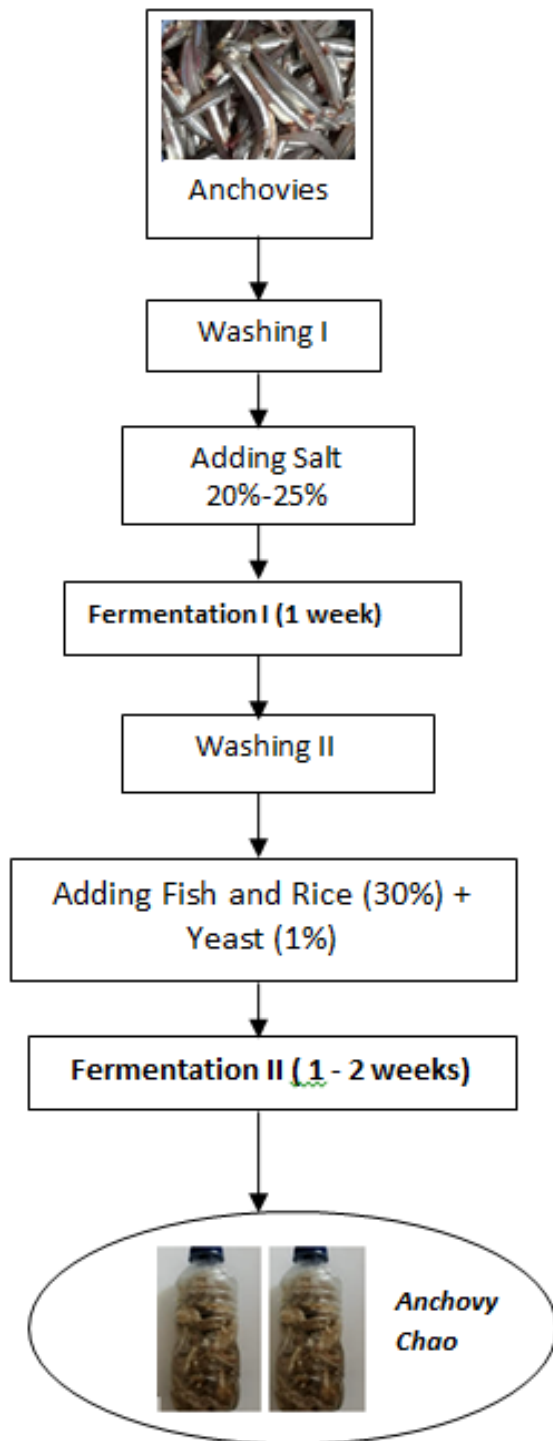 Anchovies
Washing I
Adding Salt
20%-25%
Fermentation I (1 week)
Washing II
Adding Fish and Rice (30%) +
Yeast (1%)
Fermentation II ( 1 - 2 weeks)
Anchovy
Chao